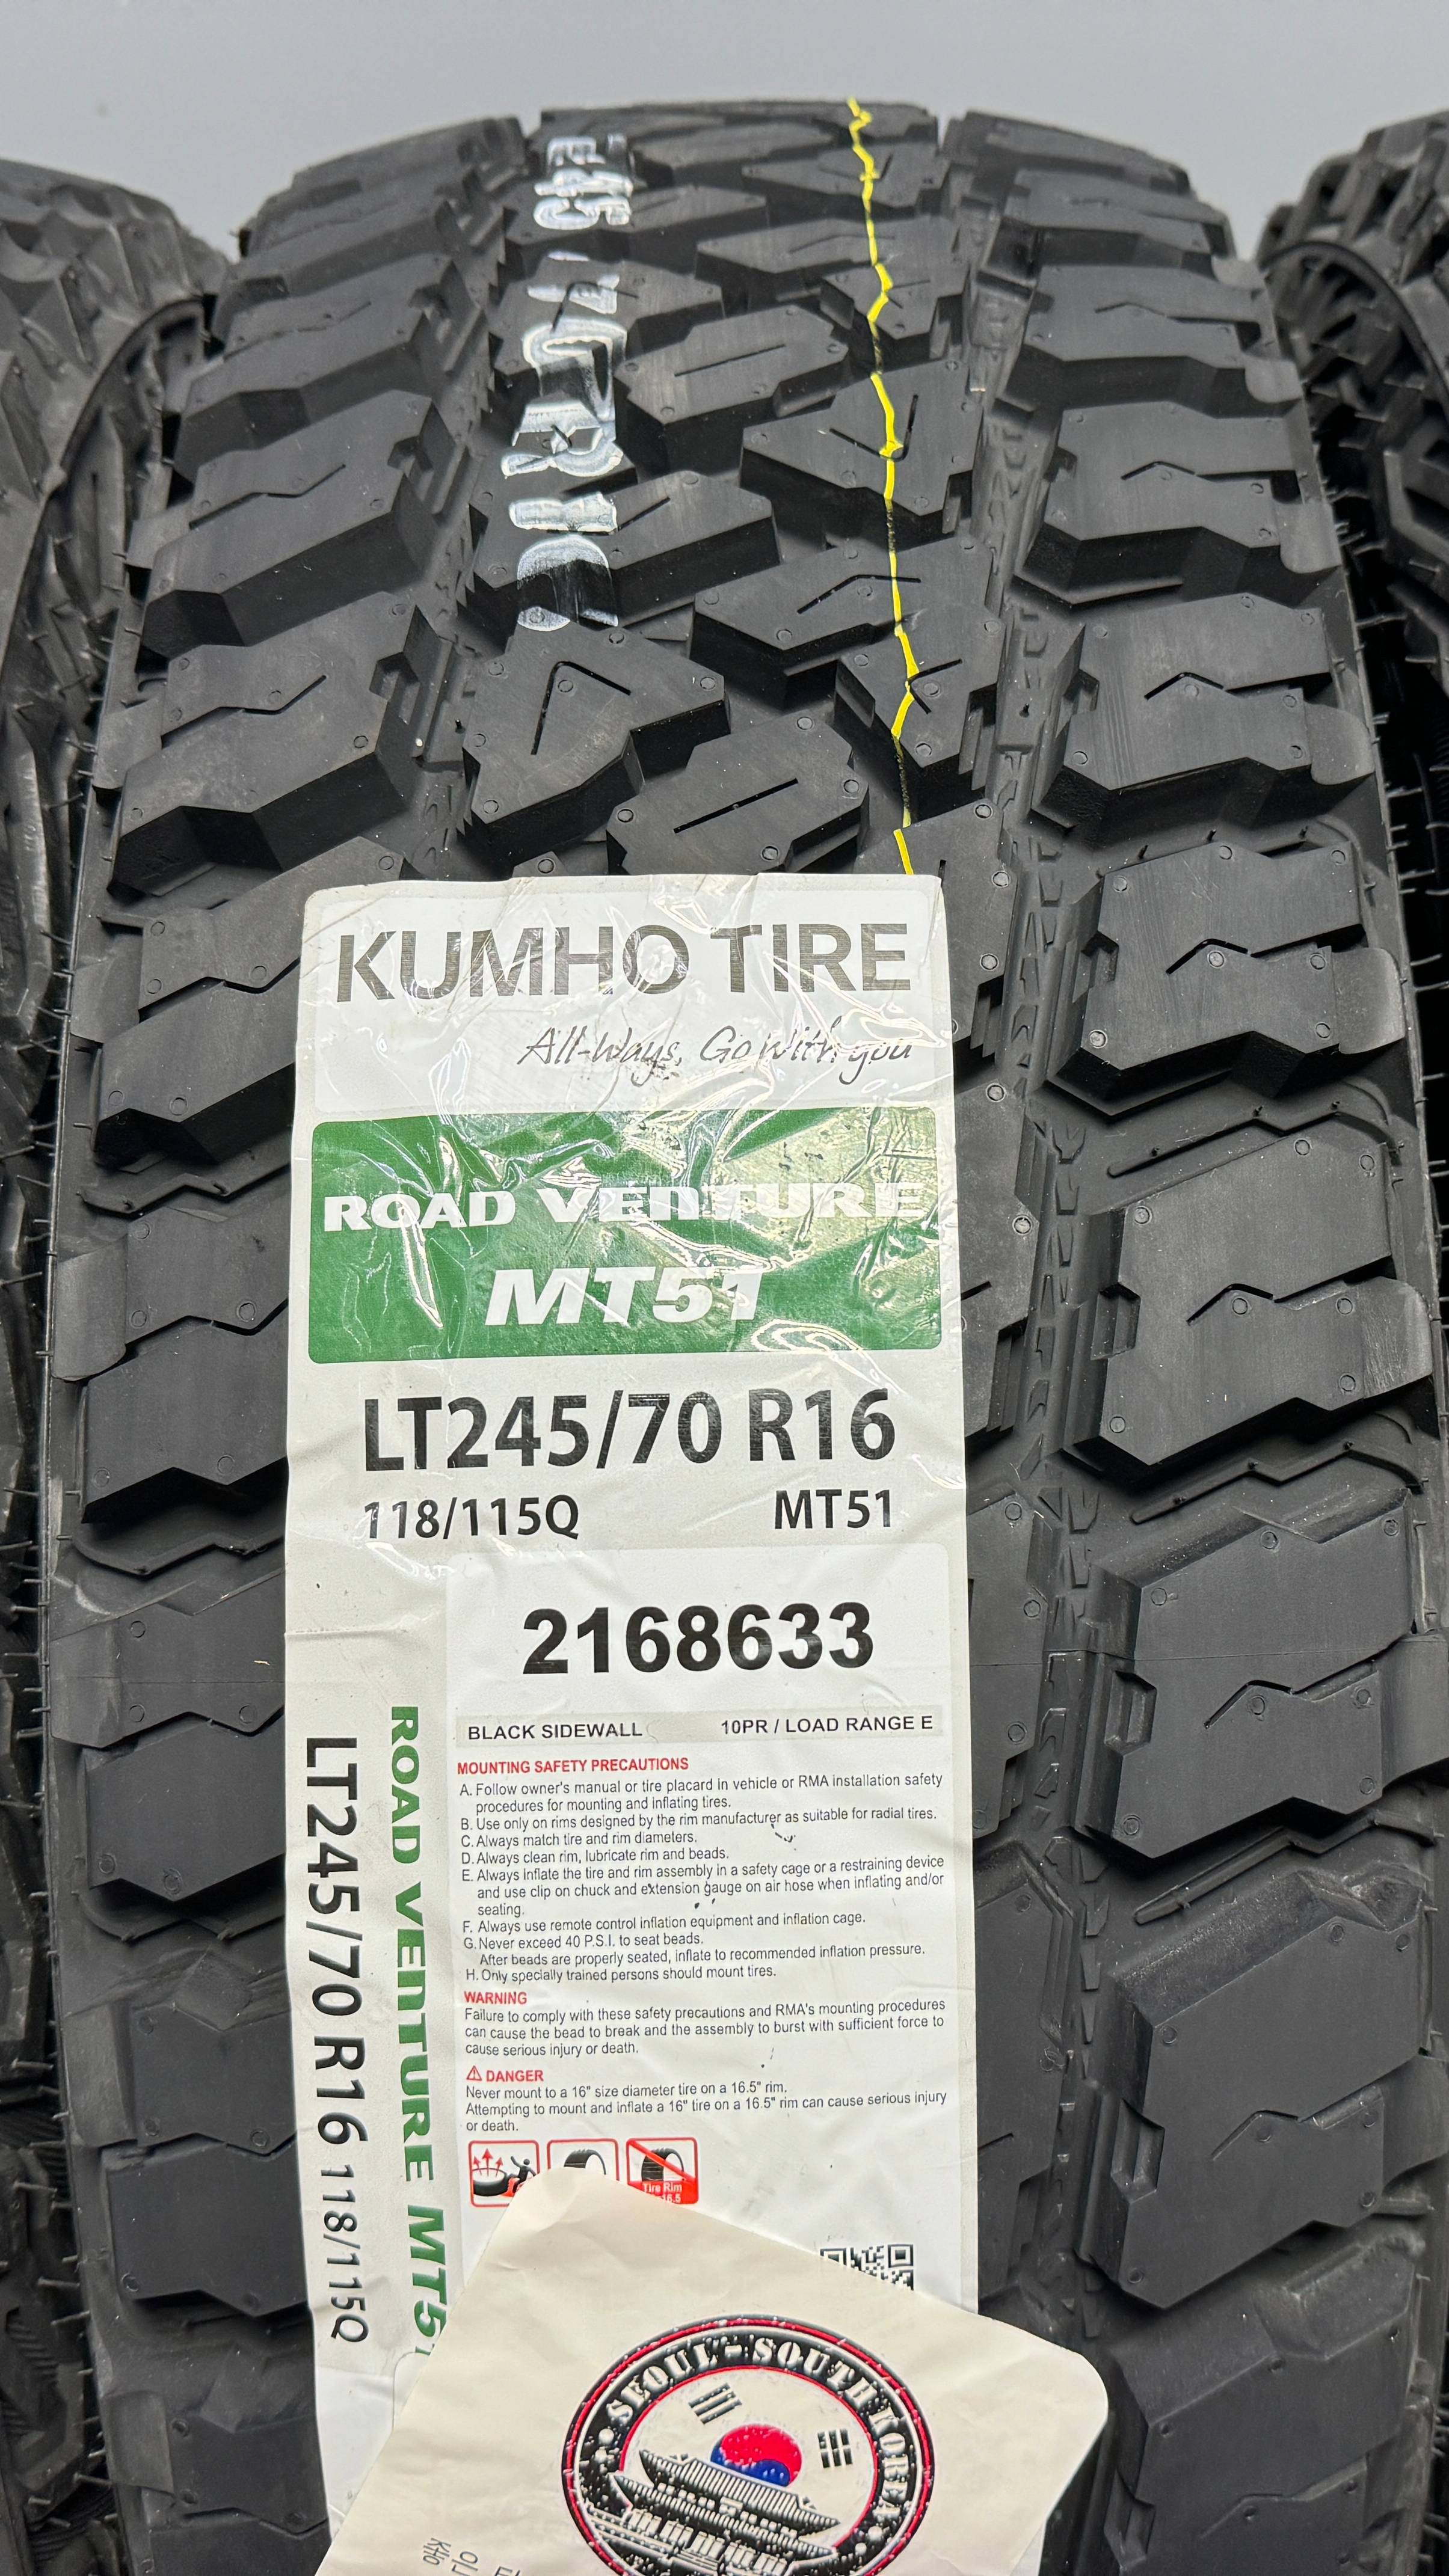 KUMHO TIRE
All-Ways, Go With you
ROAD VENTURE
MT51
LT245/70 R16
118/115Q MT51
2168633
BLACK SIDEWALL 10PR / LOAD RANGE E
MOUNTING SAFETY PRECAUTIONS
A. Follow owner's manual or tire placard in vehicle or RMA installation safety
procedures for mounting and inflating tires.
B. Use only on rims designed by the rim manufacturer as suitable for radial tires.
C. Always match tire and rim diameters.
D. Always clean rim, lubricate rim and beads.
E. Always inflate the tire and rim assembly in a safety cage or a restraining device
and use clip on chuck and extension gauge on air hose when inflating and/or
seating.
F. Always use remote control inflation equipment and inflation cage.
G. Never exceed 40 P.S.I. to seat beads.
After beads are properly seated, inflate to recommended inflation pressure.
H. Only specially trained persons should mount tires.
WARNING
Failure to comply with these safety precautions and RMA's mounting procedures
can cause the bead to break and the assembly to burst with sufficient force to
cause serious injury or death.
DANGER
Never mount to a 16" size diameter tire on a 16.5" rim.
Attempting to mount and inflate a 16" tire on a 16.5" rim can cause serious injury
or death.
Tire Rim
16.5
ROAD VENTURE MT51
LT245/70 R16 118/115Q
SEOUL-SOUTH KOREA